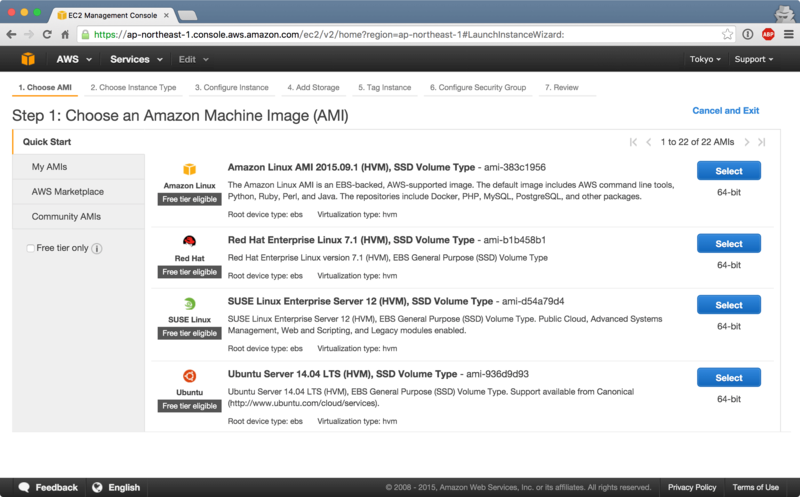 EC2 Management Console
https://ap-northeast-1.console.aws.amazon.com/ec2/v2/home?region=ap-northeast-1#LaunchInstanceWizard:
ABP
AWS Services Edit Tokyo Support
1. Choose AMI 2. Choose Instance Type 3. Configure Instance 4. Add Storage 5. Tag Instance 6. Configure Security Group 7. Review
Step 1: Choose an Amazon Machine Image (AMI)
Cancel and Exit
Quick Start
My AMIs
AWS Marketplace
Community AMIs
Free tier only
1 to 22 of 22 AMIs
Amazon Linux
Free tier eligible
Amazon Linux AMI 2015.09.1 (HVM), SSD Volume Type - ami-383c1956
The Amazon Linux AMI is an EBS-backed, AWS-supported image. The default image includes AWS command line tools,
Python, Ruby, Perl, and Java. The repositories include Docker, PHP, MySQL, PostgreSQL, and other packages.
Root device type: ebs Virtualization type: hvm
Select
64-bit
Red Hat
Free tier eligible
Red Hat Enterprise Linux 7.1 (HVM), SSD Volume Type - ami-b1b458b1
Red Hat Enterprise Linux version 7.1 (HVM), EBS General Purpose (SSD) Volume Type
Root device type: ebs Virtualization type: hvm
Select
64-bit
SUSE Linux
Free tier eligible
SUSE Linux Enterprise Server 12 (HVM), SSD Volume Type - ami-d54a79d4
SUSE Linux Enterprise Server 12 (HVM), EBS General Purpose (SSD) Volume Type. Public Cloud, Advanced Systems
Management, Web and Scripting, and Legacy modules enabled.
Root device type: ebs Virtualization type: hvm
Select
64-bit
Ubuntu
Free tier eligible
Ubuntu Server 14.04 LTS (HVM), SSD Volume Type - ami-936d9d93
Ubuntu Server 14.04 LTS (HVM), EBS General Purpose (SSD) Volume Type. Support available from Canonical
(http://www.ubuntu.com/cloud/services).
Root device type: ebs Virtualization type: hvm
Select
64-bit
Feedback English © 2008 - 2015, Amazon Web Services, Inc. or its affiliates. All rights reserved. Privacy Policy Terms of Use